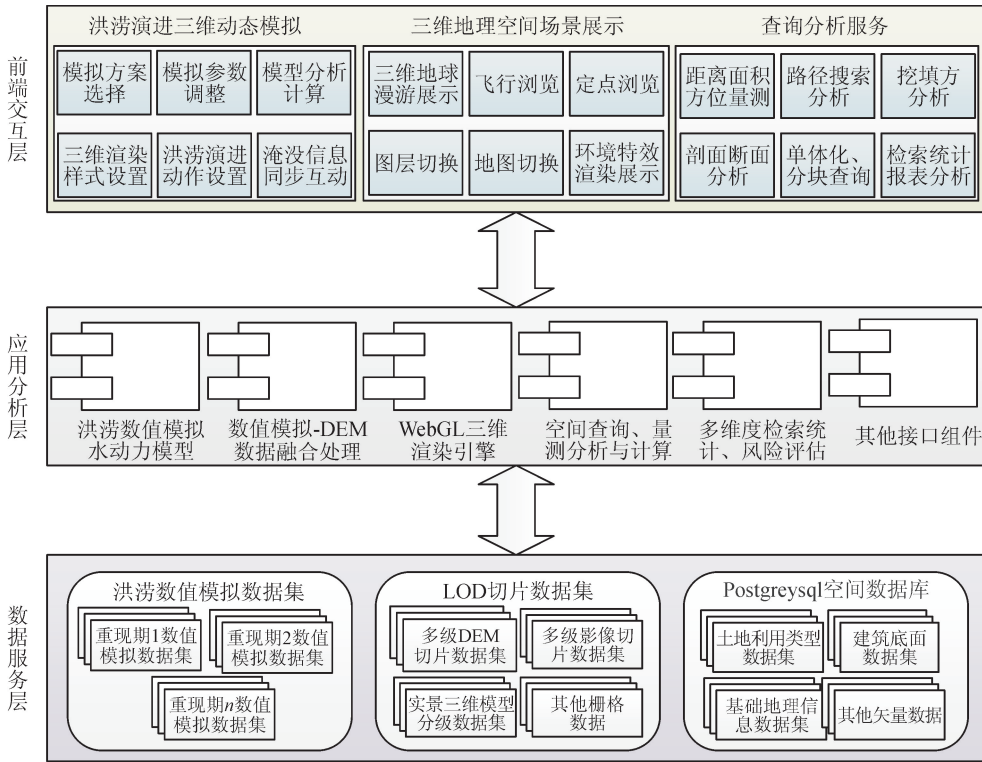 前端交互层
洪涝演进三维动态模拟
模拟方案
选择
模拟参数
调整
模型分析
计算
三维渲染
样式设置
洪涝演进
动作设置
淹没信息
同步互动
三维地理空间场景展示
三维地球
漫游展示
飞行浏览
定点浏览
图层切换
地图切换
环境特效
渲染展示
查询分析服务
距离面积
方位量测
路径搜索
分析
挖填方
分析
剖面断面
分析
单体化、
分块查询
检索统计
报表分析
应用分析层
洪涝数值模拟
水动力模型
数值模拟-DEM
数据融合处理
WebGL三维
渲染引擎
空间查询、量
测分析与计算
多维度检索统
计、风险评估
其他接口组件
数据服务层
洪涝数值模拟数据集
重现期1数值
模拟数据集
重现期2数值
模拟数据集
重现期n数值
模拟数据集
LOD切片数据集
多级DEM
切片数据集
多级影像切
片数据集
实景三维模型
分级数据集
其他栅格
数据
Postgreysql空间数据库
土地利用类型
数据集
建筑底面
数据集
基础地理信
息数据集
其他矢量数据